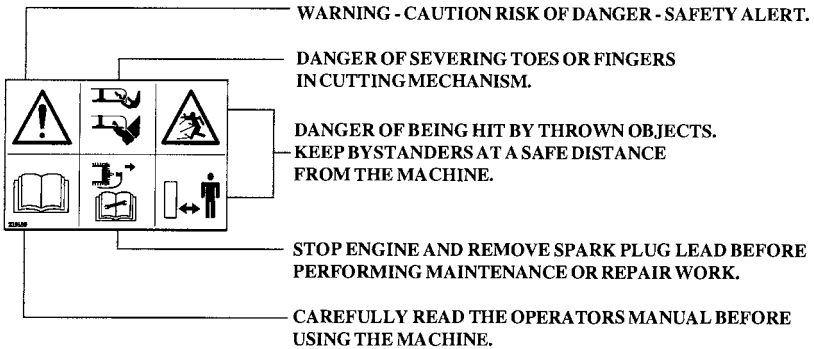 WARNING - CAUTION RISK OF DANGER - SAFETY ALERT.
DANGER OF SEVERING TOES OR FINGERS
IN CUTTING MECHANISM.
DANGER OF BEING HIT BY THROWN OBJECTS.
KEEP BYSTANDERS AT A SAFE DISTANCE
FROM THE MACHINE.
STOP ENGINE AND REMOVE SPARK PLUG LEAD BEFORE
PERFORMING MAINTENANCE OR REPAIR WORK.
CAREFULLY READ THE OPERATORS MANUAL BEFORE
USING THE MACHINE.